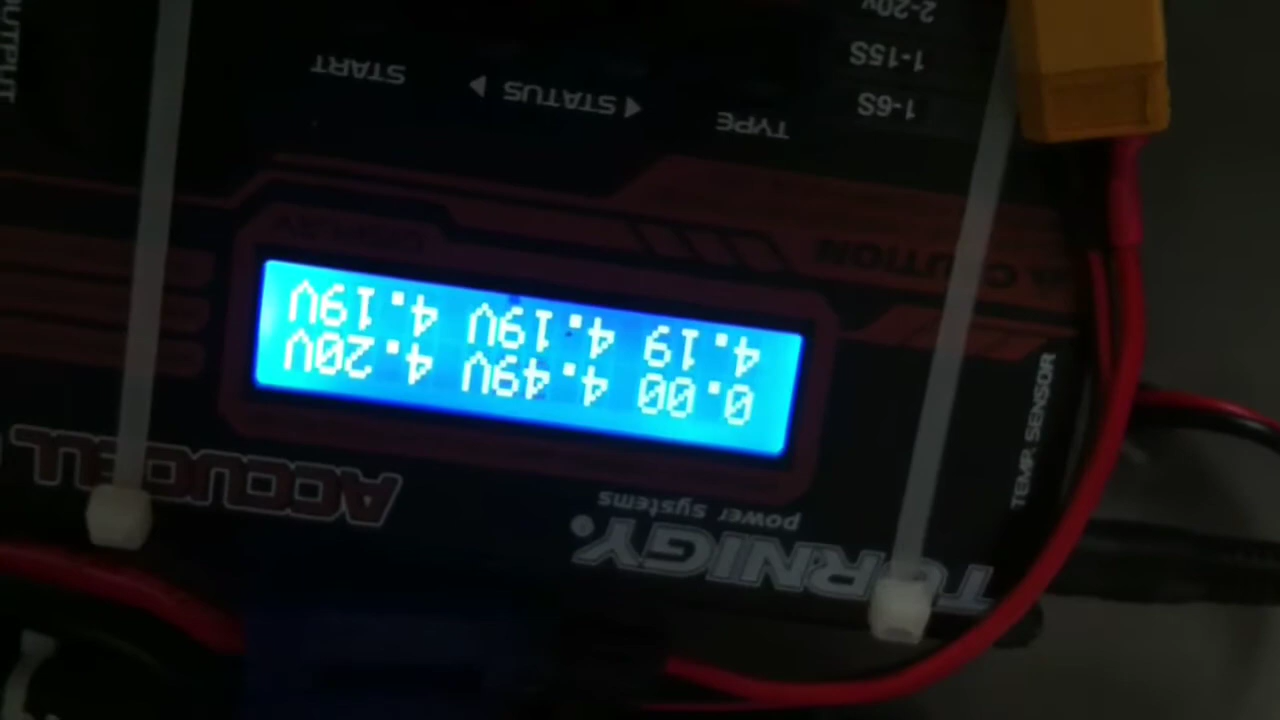 TURNIGY®
power systems
ACCUCELL
TEMP. SENSOR
0.00 4.49V 4.20V
4.19 4.19V 4.19V
CAUTION
TYPE
◀ STATUS ▶
START
1-6S
1-15S
2-20v